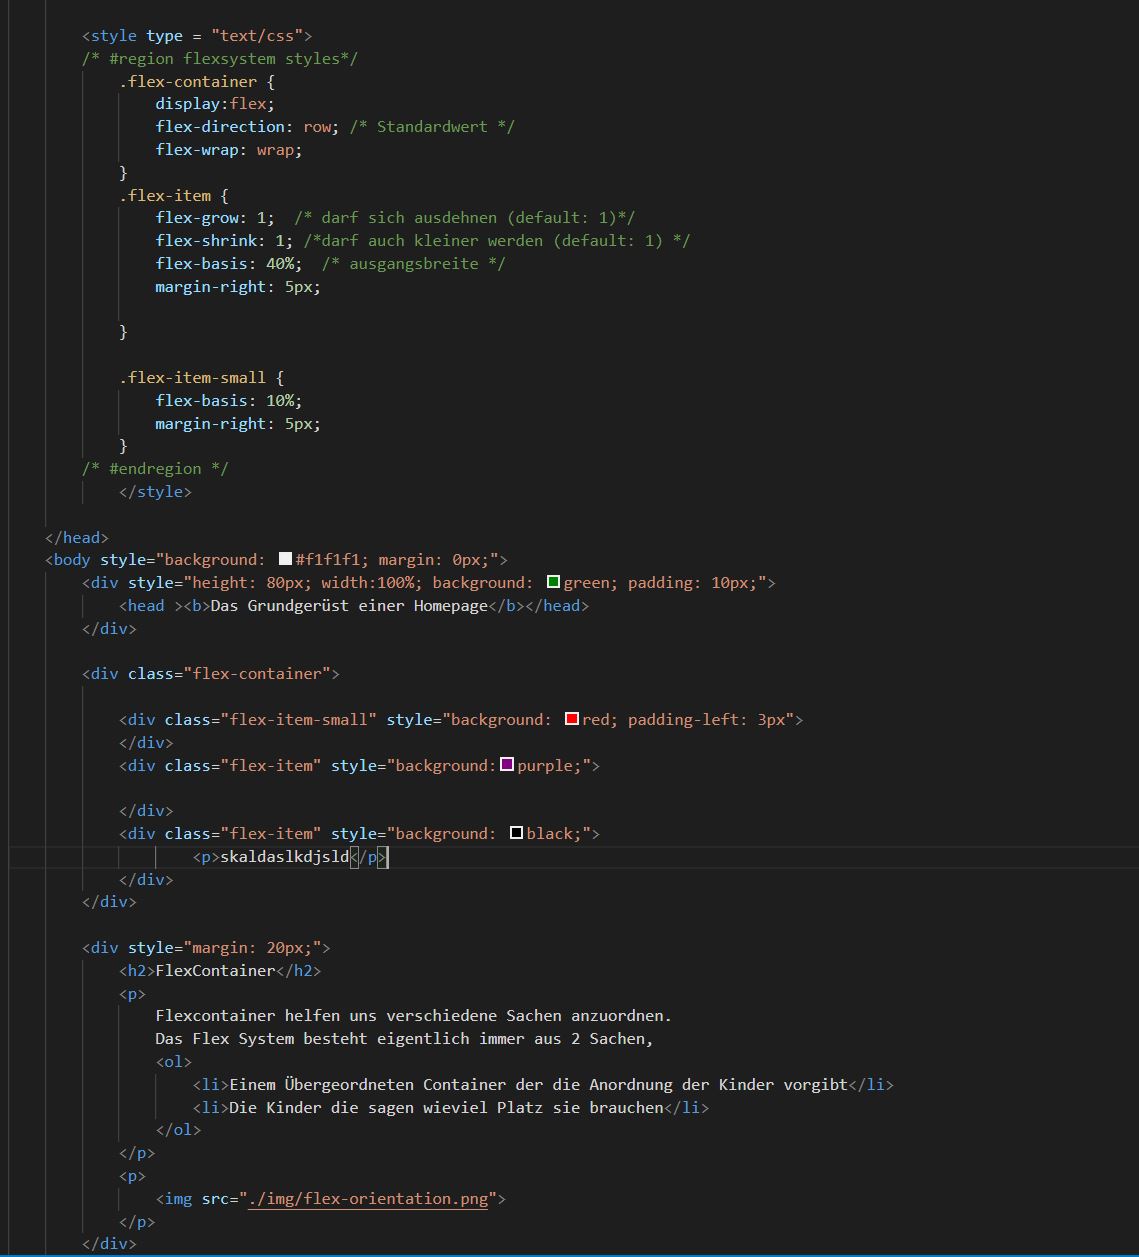 <style type = "text/css">
/* #region flexsystem styles*/
.flex-container {
display:flex;
flex-direction: row; /* Standardwert */
flex-wrap: wrap;
}
.flex-item {
flex-grow: 1;  /* darf sich ausdehnen (default: 1)*/
flex-shrink: 1; /*darf auch kleiner werden (default: 1) */
flex-basis: 40%;  /* ausgangsbreite */
margin-right: 5px;
}
.flex-item-small {
flex-basis: 10%;
margin-right: 5px;
}
/* #endregion */
</style>
</head>
<body style="background: #f1f1f1; margin: 0px;">
<div style="height: 80px; width:100%; background: green; padding: 10px;">
<head ><b>Das Grundgerüst einer Homepage</b></head>
</div>
<div class="flex-container">
<div class="flex-item-small" style="background: red; padding-left: 3px">
</div>
<div class="flex-item" style="background:purple;">
</div>
<div class="flex-item" style="background: black;">
<p>skaldaslkdjsld</p>
</div>
</div>
<div style="margin: 20px;">
<h2>FlexContainer</h2>
<p>
Flexcontainer helfen uns verschiedene Sachen anzuordnen.
Das Flex System besteht eigentlich immer aus 2 Sachen,
<ol>
<li>Einem Übergeordneten Container der die Anordnung der Kinder vorgibt</li>
<li>Die Kinder die sagen wieviel Platz sie brauchen</li>
</ol>
</p>
<p>
<img src="./img/flex-orientation.png">
</p>
</div>